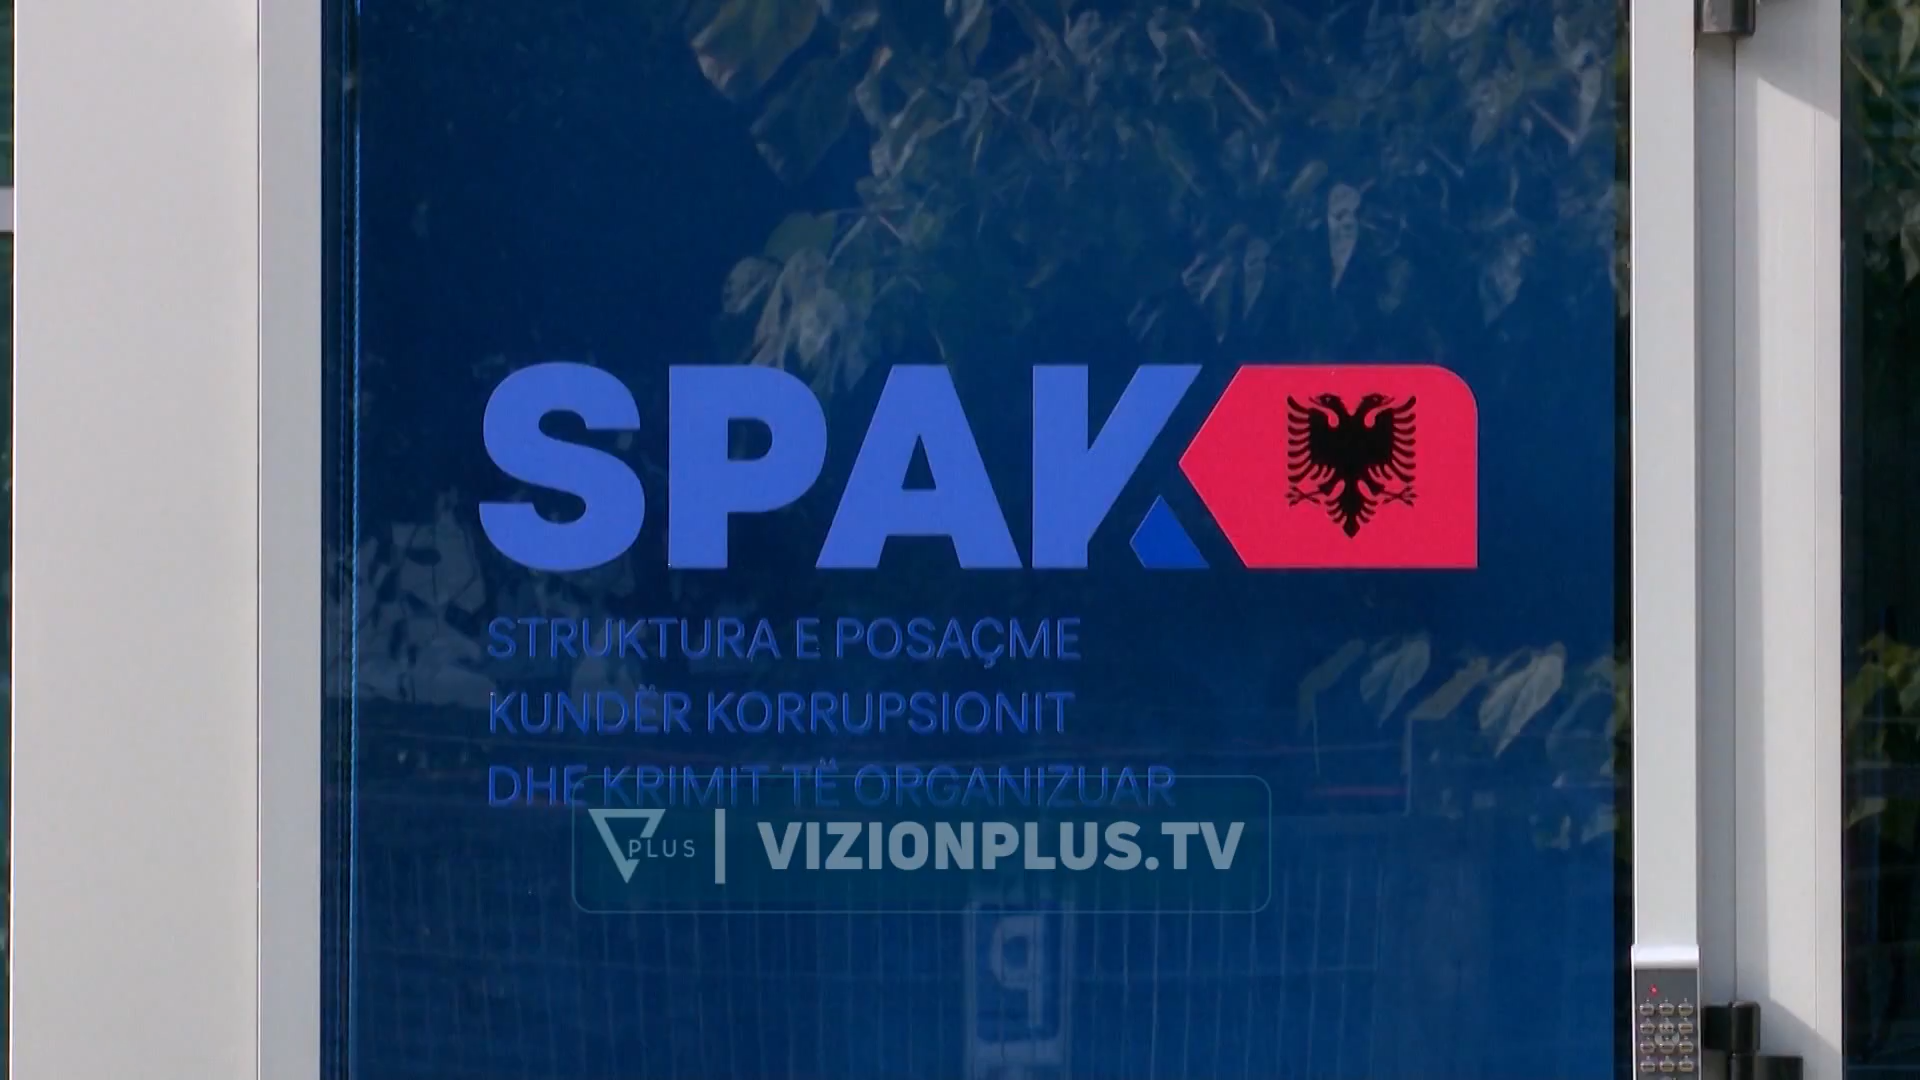 SPAK
STRUKTURA E POSAÇME
KUNDËR KORRUPSIONIT
DHE KRIMIT TË ORGANIZUAR
PLUS | VIZIONPLUS.TV
P